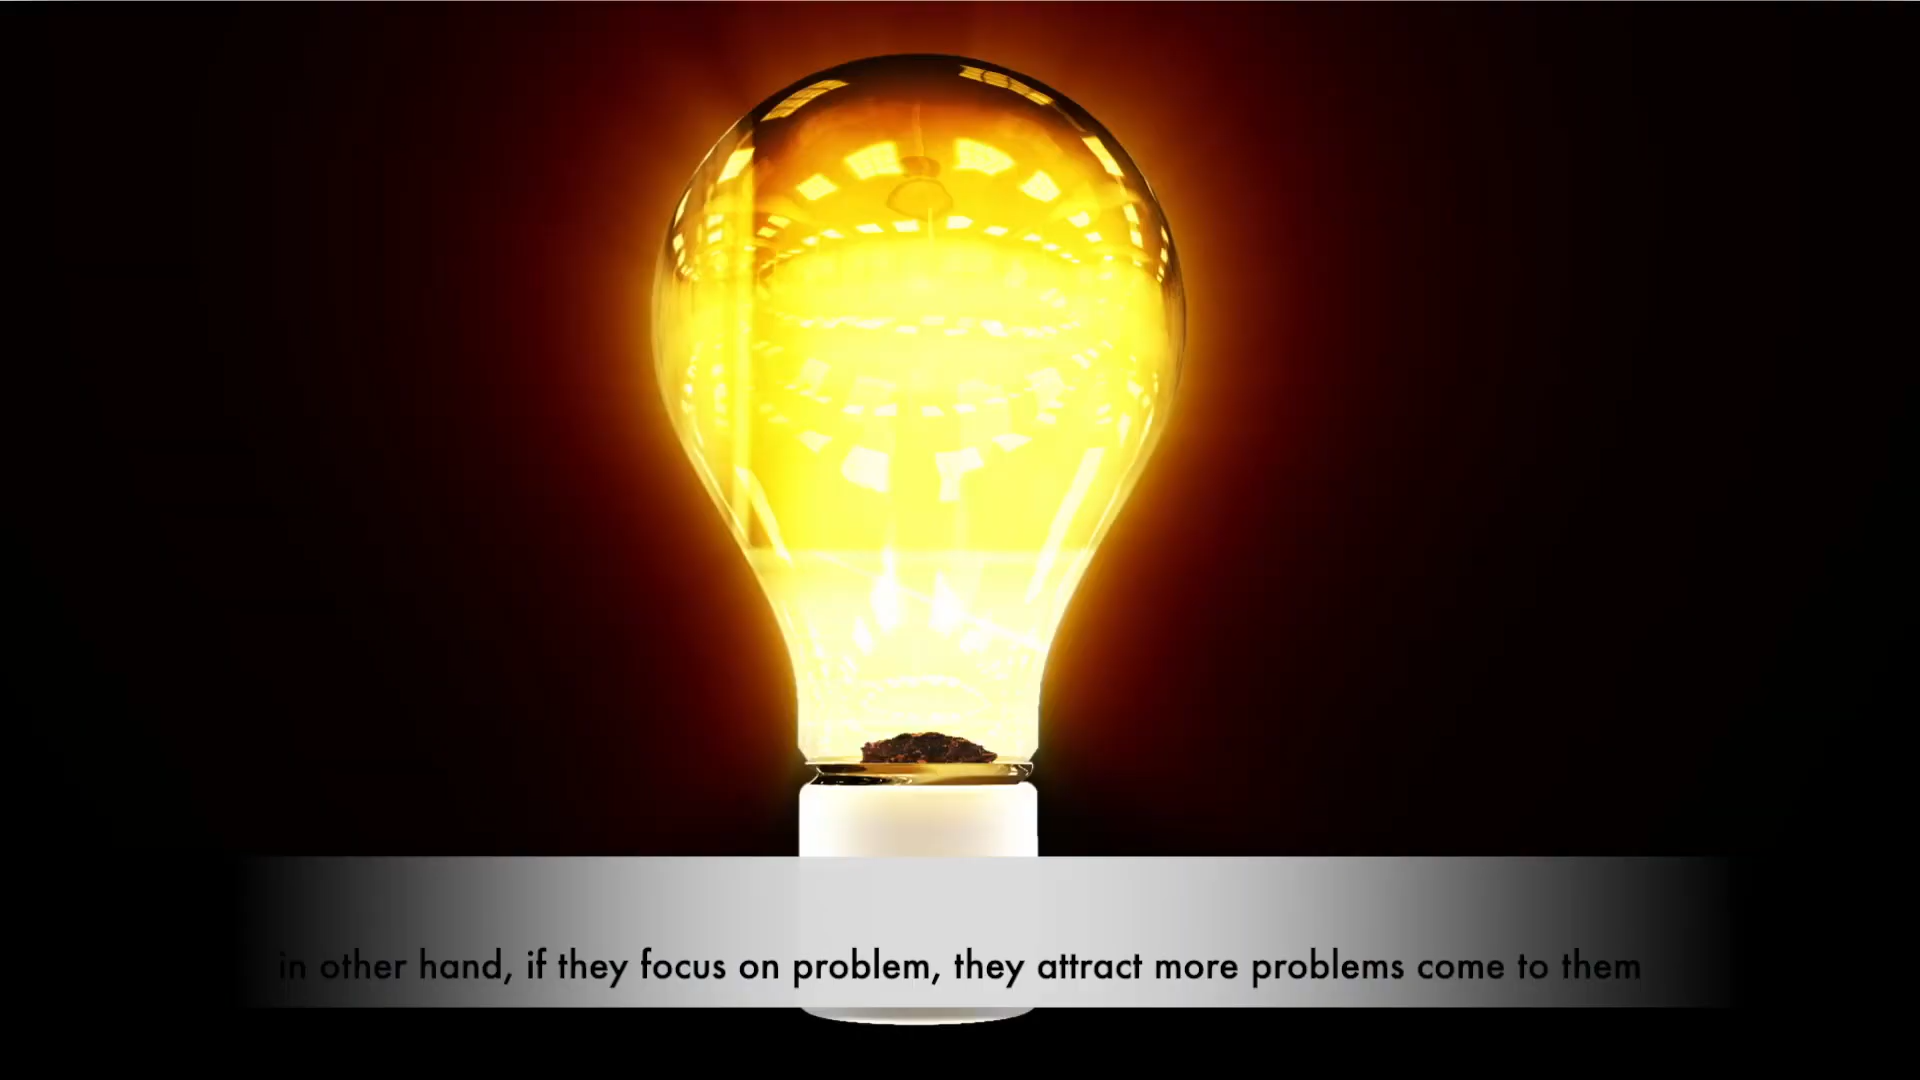 in other hand, if they focus on problem, they attract more problems come to them